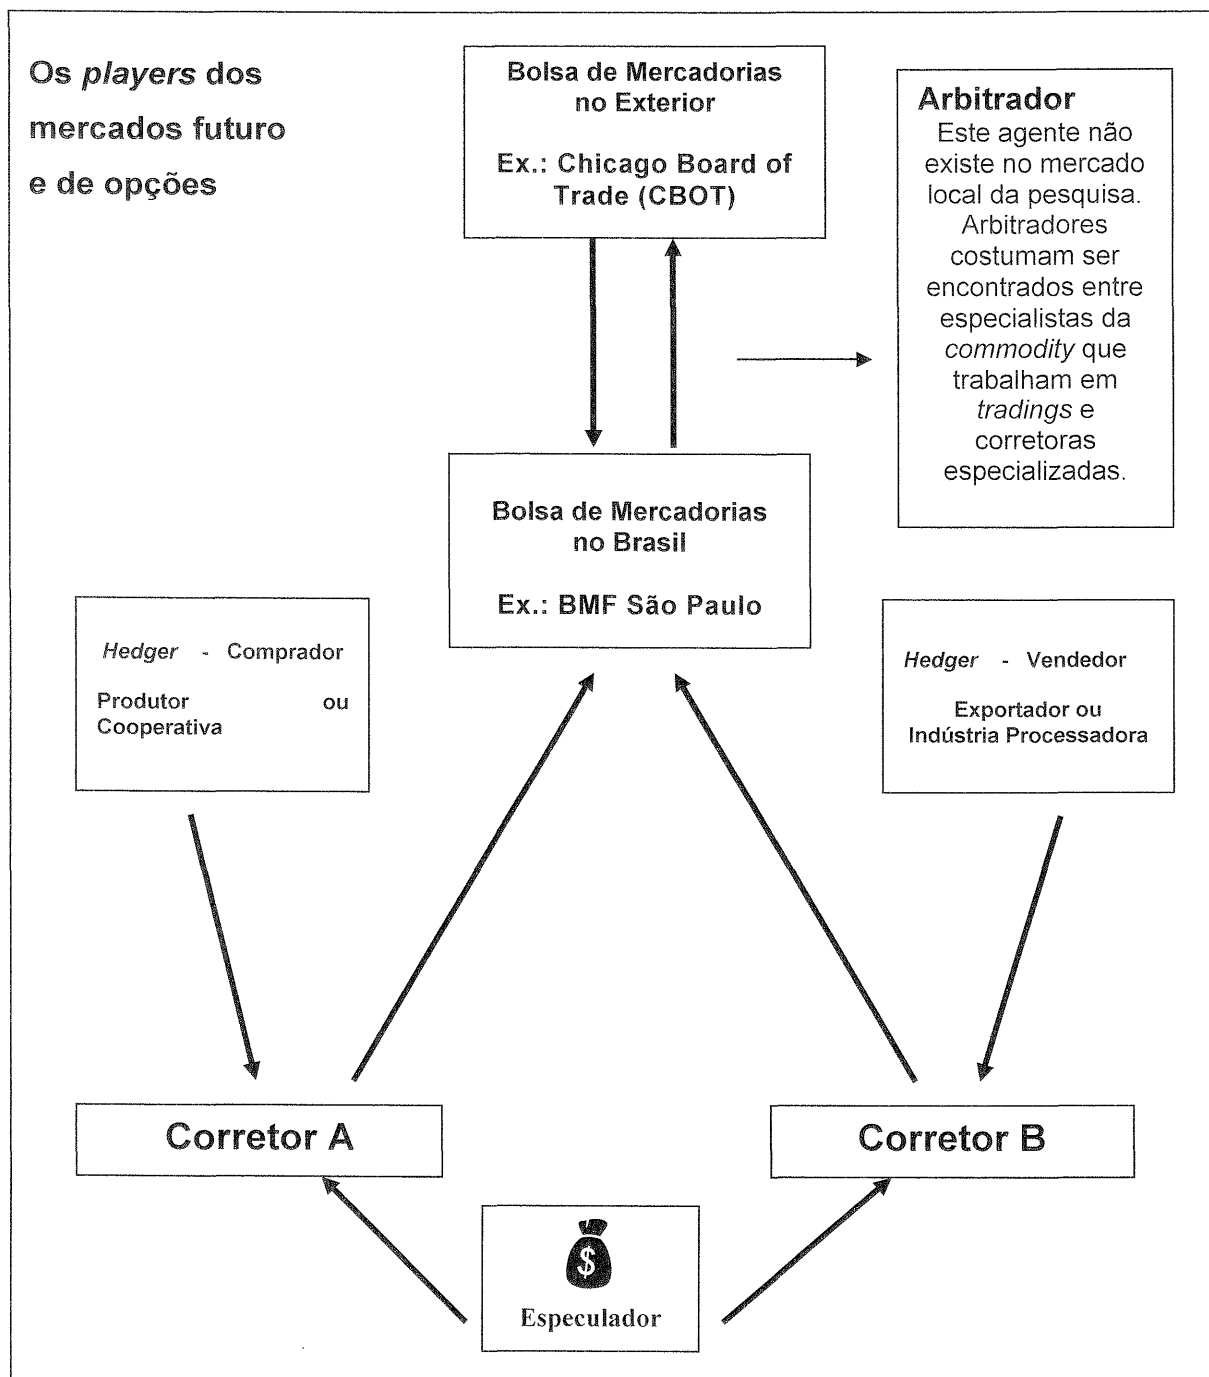 Os players dos
mercados futuro
e de opções
Bolsa de Mercadorias
no Exterior
Ex.: Chicago Board of
Trade (CBOT)
Arbitrador
Este agente não
existe no mercado
local da pesquisa.
Arbitradores
costumam ser
encontrados entre
especialistas da
commodity que
trabalham em
tradings e
corretoras
especializadas.
Bolsa de Mercadorias
no Brasil
Ex.: BMF São Paulo
Hedger - Comprador
Produtor ou
Cooperativa
Hedger - Vendedor
Exportador ou
Indústria Processadora
Corretor A
Corretor B
$
Especulador